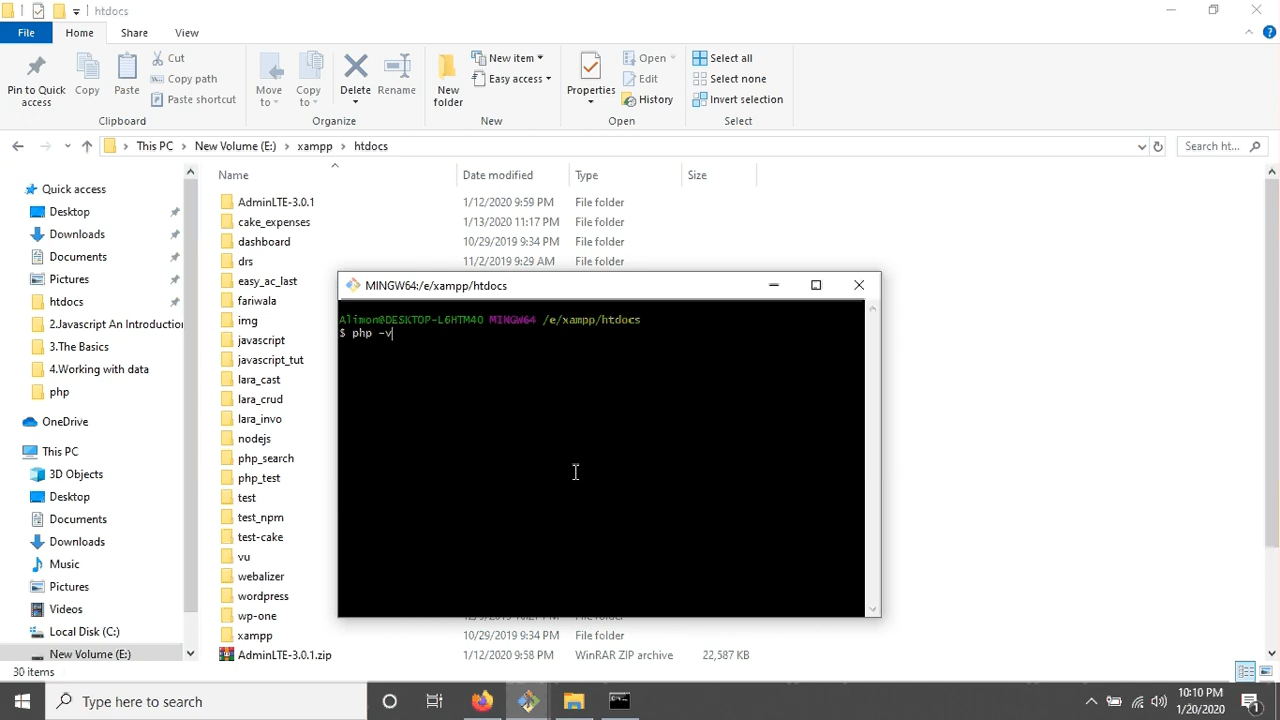 htdocs
File Home Share View
Pin to Quick access
Copy
Paste
Cut
Copy path
Paste shortcut
Clipboard
Move to
Copy to
Delete
Rename
Organize
New folder
New item
Easy access
New
Properties
Open
Edit
History
Open
Select all
Select none
Invert selection
Select
This PC New Volume (E:) xampp htdocs
Search ht...
Quick access
Desktop
Downloads
Documents
Pictures
htdocs
2.Javascript An Introduction
3.The Basics
4.Working with data
php
OneDrive
This PC
3D Objects
Desktop
Documents
Downloads
Music
Pictures
Videos
Local Disk (C:)
New Volume (E:)
Name Date modified Type Size
AdminLTE-3.0.1 1/12/2020 9:59 PM File folder
cake_expenses 1/13/2020 11:17 PM File folder
dashboard 10/29/2019 9:34 PM File folder
drs 11/2/2019 9:29 AM File folder
easy_ac_last
fariwala
img
javascript
javascript_tut
lara_cast
lara_crud
lara_invo
nodejs
php_search
php_test
test
test_npm
test-cake
vu
webalizer
wordpress
wp-one File folder
xampp 10/29/2019 9:34 PM File folder
AdminLTE-3.0.1.zip 1/12/2020 9:58 PM WinRAR ZIP archive 22,587 KB
MINGW64:/e/xampp/htdocs
Alimon@DESKTOP-L6HTM4O MINGW64 /e/xampp/htdocs
$ php -v
30 items
Type here to search
10:10 PM
1/20/2020
1